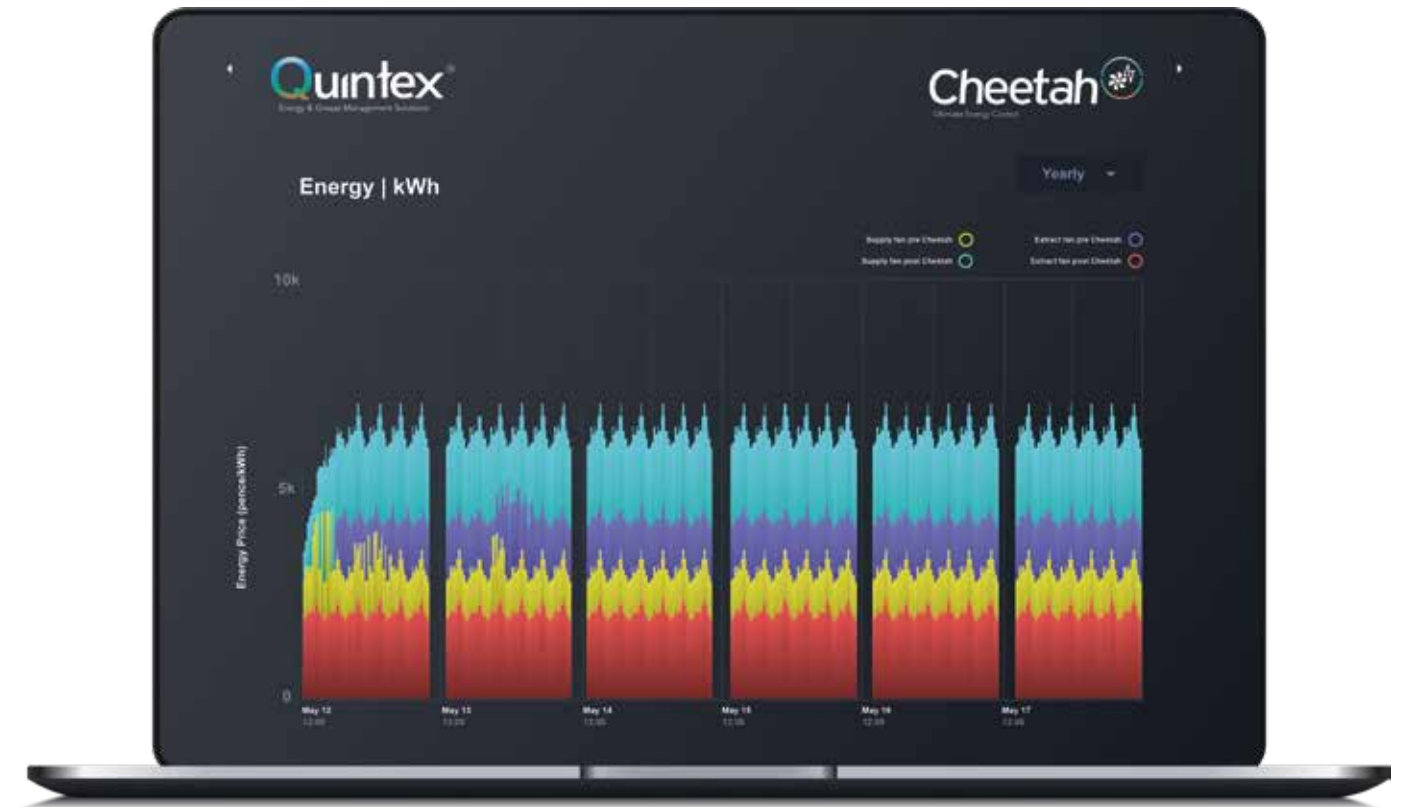 Quintex®
Energy & Grease Management Solutions
Cheetah
Ultimate Energy Control
Energy | kWh
Yearly
Supply fan pre Cheetah
Extract fan pre Cheetah
Supply fan post Cheetah
Extract fan post Cheetah
10k
5k
0
Energy Price (pence/kWh)
May 12
May 13
May 14
May 15
May 16
May 17